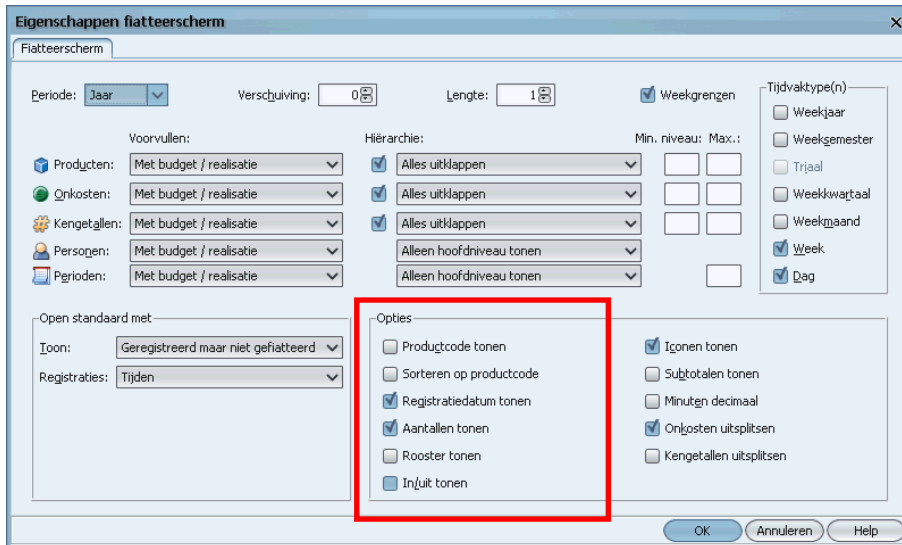 Eigenschappen fiatteerscherm
Fiatteerscherm
Periode: Jaar Verschuiving: 0 Lengte: 1 Weekgrenzen
Tijdvaktype(n)
Weekjaar
Weeksemester
Triaal
Weekkwartaal
Weekmaand
Week
Dag
Voorvullen: Hiërarchie: Min. niveau: Max.:
Producten: Met budget / realisatie Alles uitklappen
Onkosten: Met budget / realisatie Alles uitklappen
Kengetallen: Met budget / realisatie Alles uitklappen
Personen: Met budget / realisatie Alleen hoofdniveau tonen
Perioden: Met budget / realisatie Alleen hoofdniveau tonen
Open standaard met
Toon: Geregistreerd maar niet gefiatteerd
Registraties: Tijden
Opties
Productcode tonen
Sorteren op productcode
Registratiedatum tonen
Aantallen tonen
Rooster tonen
In/uit tonen
Iconen tonen
Subtotalen tonen
Minuten decimaal
Onkosten uitsplitsen
Kengetallen uitsplitsen
OK Annuleren Help